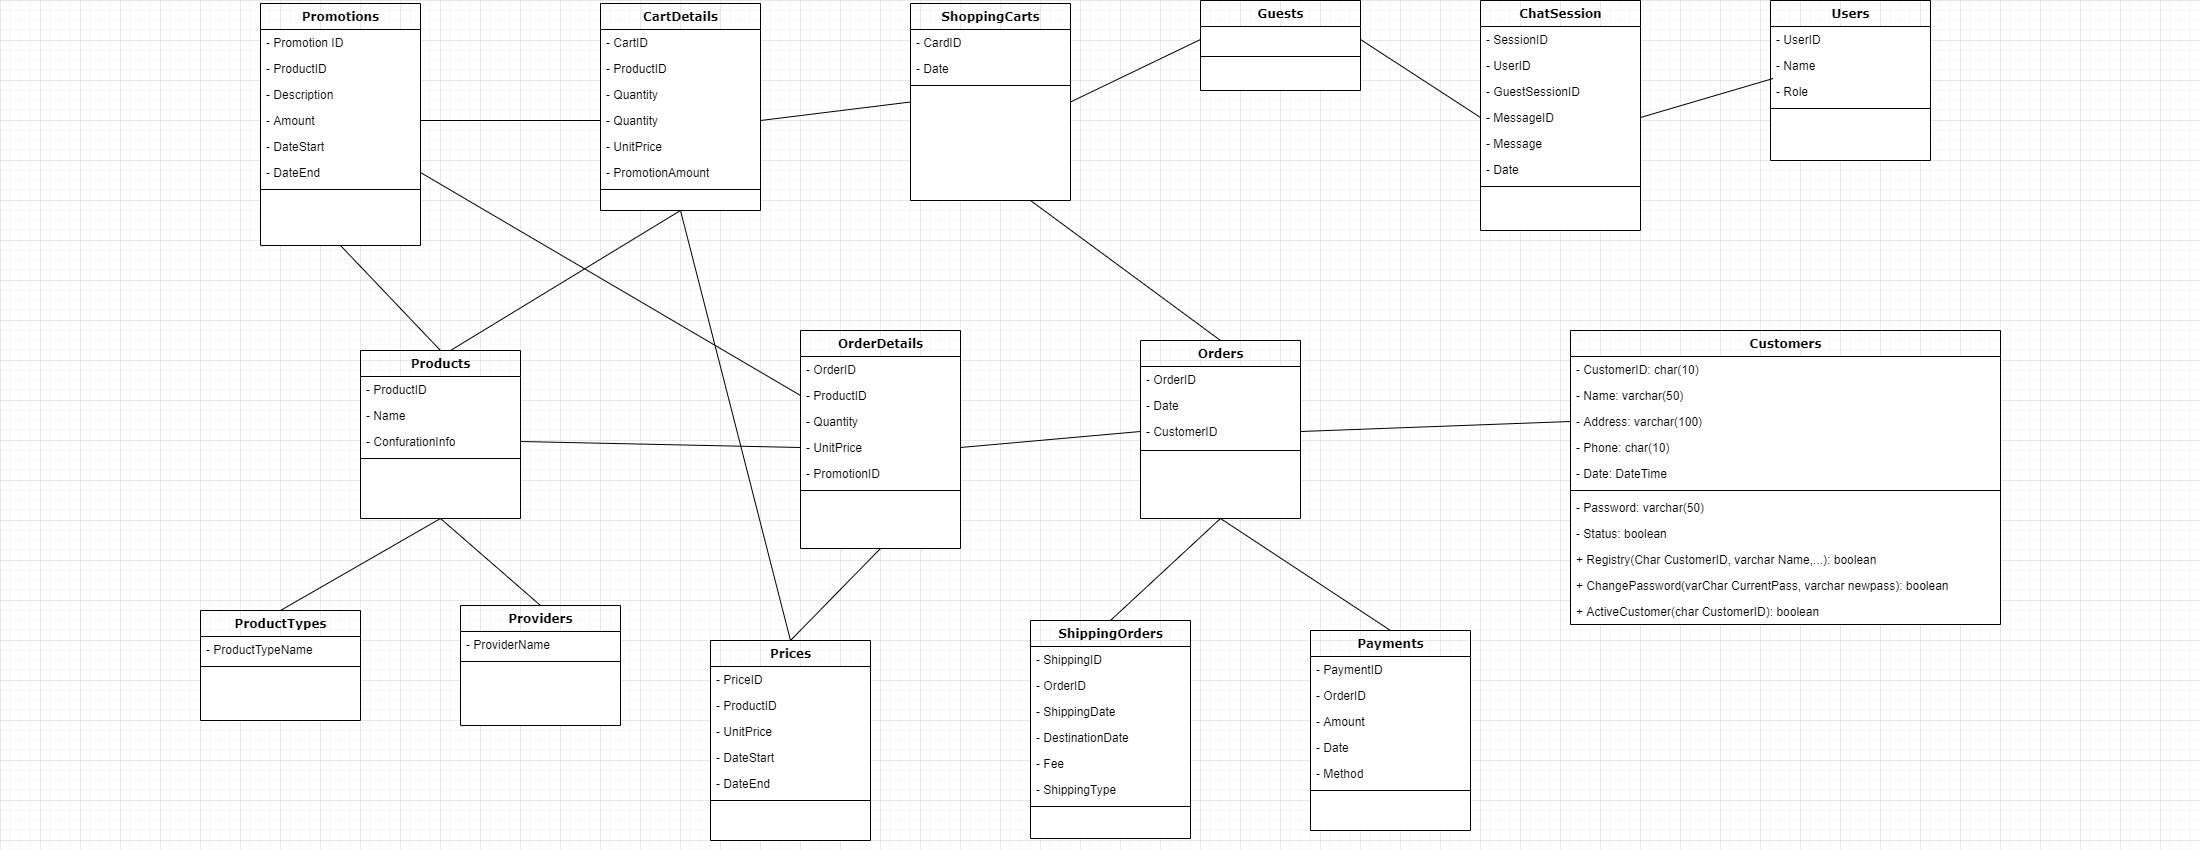 Promotions
- Promotion ID
- ProductID
- Description
- Amount
- DateStart
- DateEnd
CartDetails
- CartID
- ProductID
- Quantity
- Quantity
- UnitPrice
- PromotionAmount
ShoppingCarts
- CardID
- Date
Guests
ChatSession
- SessionID
- UserID
- GuestSessionID
- MessageID
- Message
- Date
Users
- UserID
- Name
- Role
Products
- ProductID
- Name
- ConfurationInfo
OrderDetails
- OrderID
- ProductID
- Quantity
- UnitPrice
- PromotionID
Orders
- OrderID
- Date
- CustomerID
Customers
- CustomerID: char(10)
- Name: varchar(50)
- Address: varchar(100)
- Phone: char(10)
- Date: DateTime
- Password: varchar(50)
- Status: boolean
+ Registry(Char CustomerID, varchar Name,...): boolean
+ ChangePassword(varChar CurrentPass, varchar newpass): boolean
+ ActiveCustomer(char CustomerID): boolean
ProductTypes
- ProductTypeName
Providers
- ProviderName
Prices
- PriceID
- ProductID
- UnitPrice
- DateStart
- DateEnd
ShippingOrders
- ShippingID
- OrderID
- ShippingDate
- DestinationDate
- Fee
- ShippingType
Payments
- PaymentID
- OrderID
- Amount
- Date
- Method